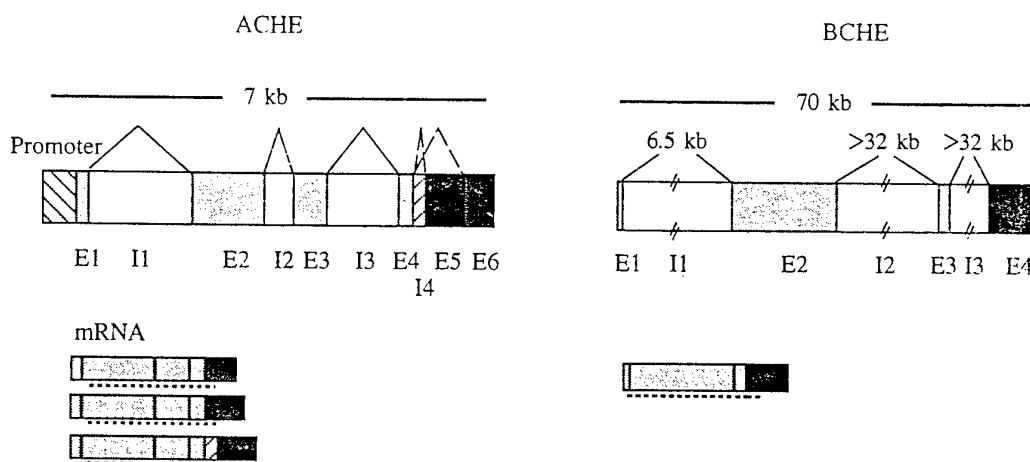 ACHE
BCHE
7 kb
70 kb
Promoter
6.5 kb
>32 kb
>32 kb
E1 I1 E2 I2 E3 I3 E4 I4 E5 E6
E1 I1 E2 I2 E3 I3 E4
mRNA